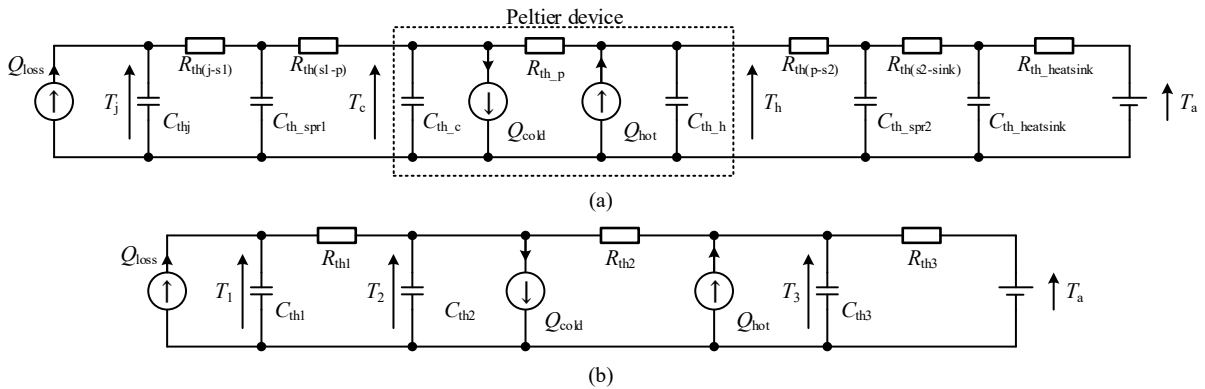 Peltier device
Q_loss
T_j
C_thj
R_th(j-s1)
C_th_spr1
R_th(s1-p)
T_c
C_th_c
Q_cold
R_th_p
Q_hot
C_th_h
T_h
R_th(p-s2)
C_th_spr2
R_th(s2-sink)
C_th_heatsink
R_th_heatsink
T_a
(a)
Q_loss
T_1
C_th1
R_th1
T_2
C_th2
Q_cold
R_th2
Q_hot
T_3
C_th3
R_th3
T_a
(b)